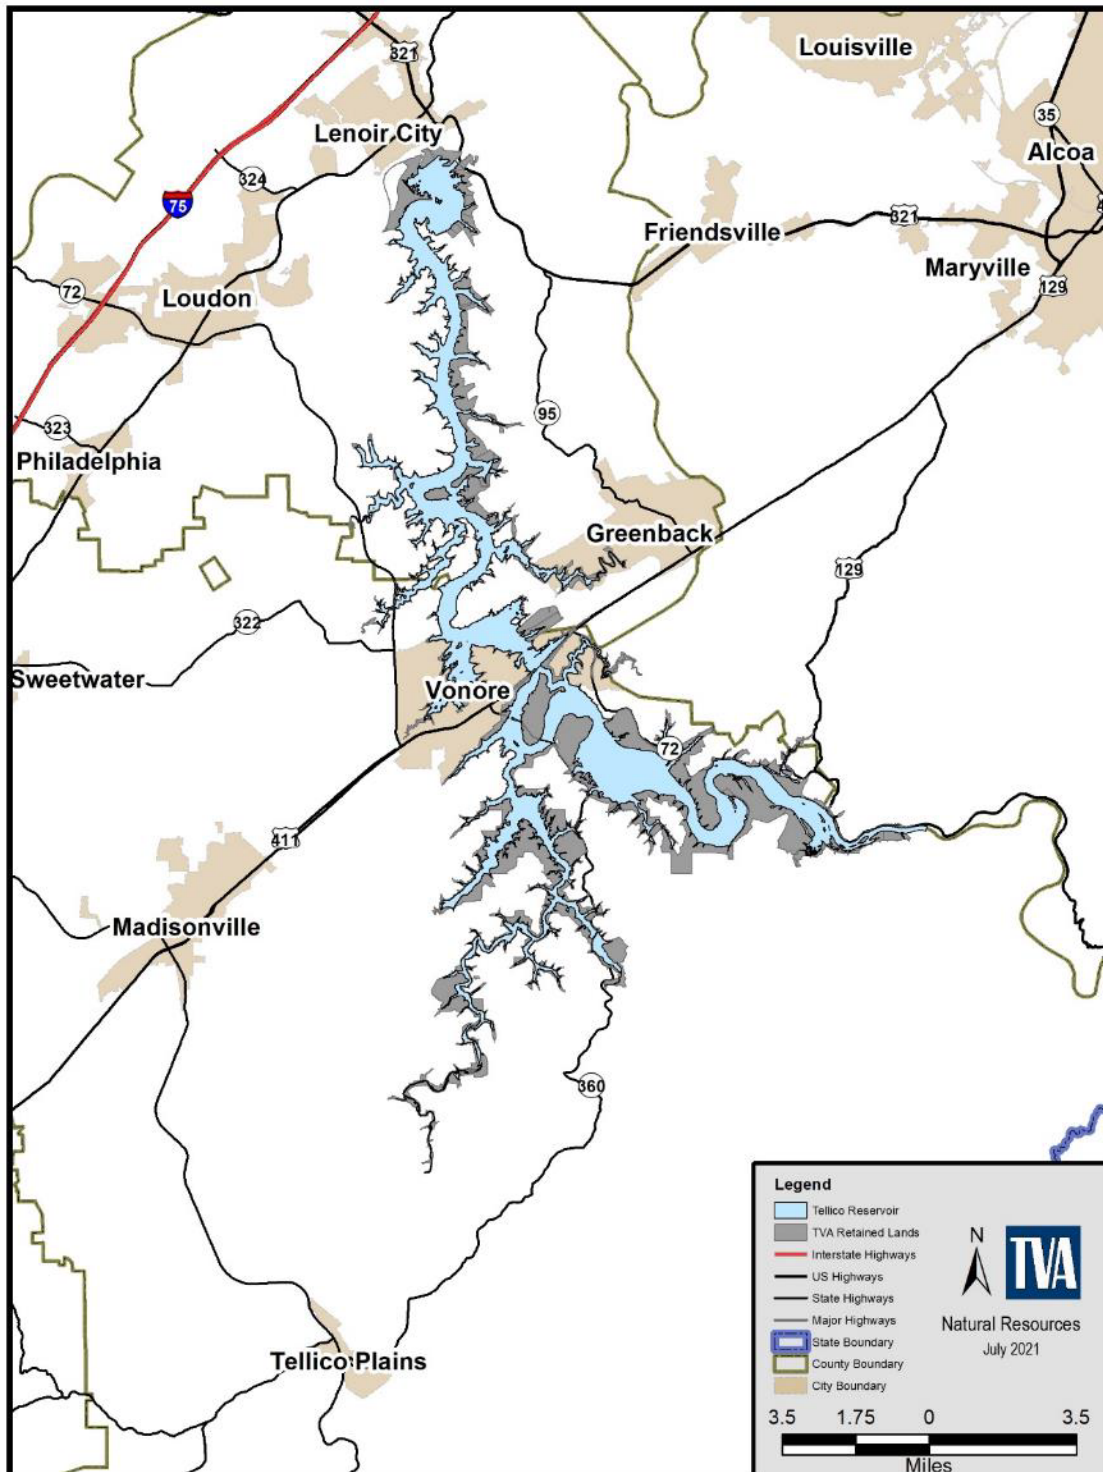 Louisville
321
35
Lenoir City
Alcoa
324
75
321
Friendsville
Maryville
129
72
Loudon
95
323
Philadelphia
Greenback
129
322
Sweetwater
Vonore
72
411
Madisonville
360
Tellico Plains
Legend
Tellico Reservoir
TVA Retained Lands
Interstate Highways
US Highways
State Highways
Major Highways
State Boundary
County Boundary
City Boundary
N
TVA
Natural Resources
July 2021
3.5 1.75 0 3.5
Miles